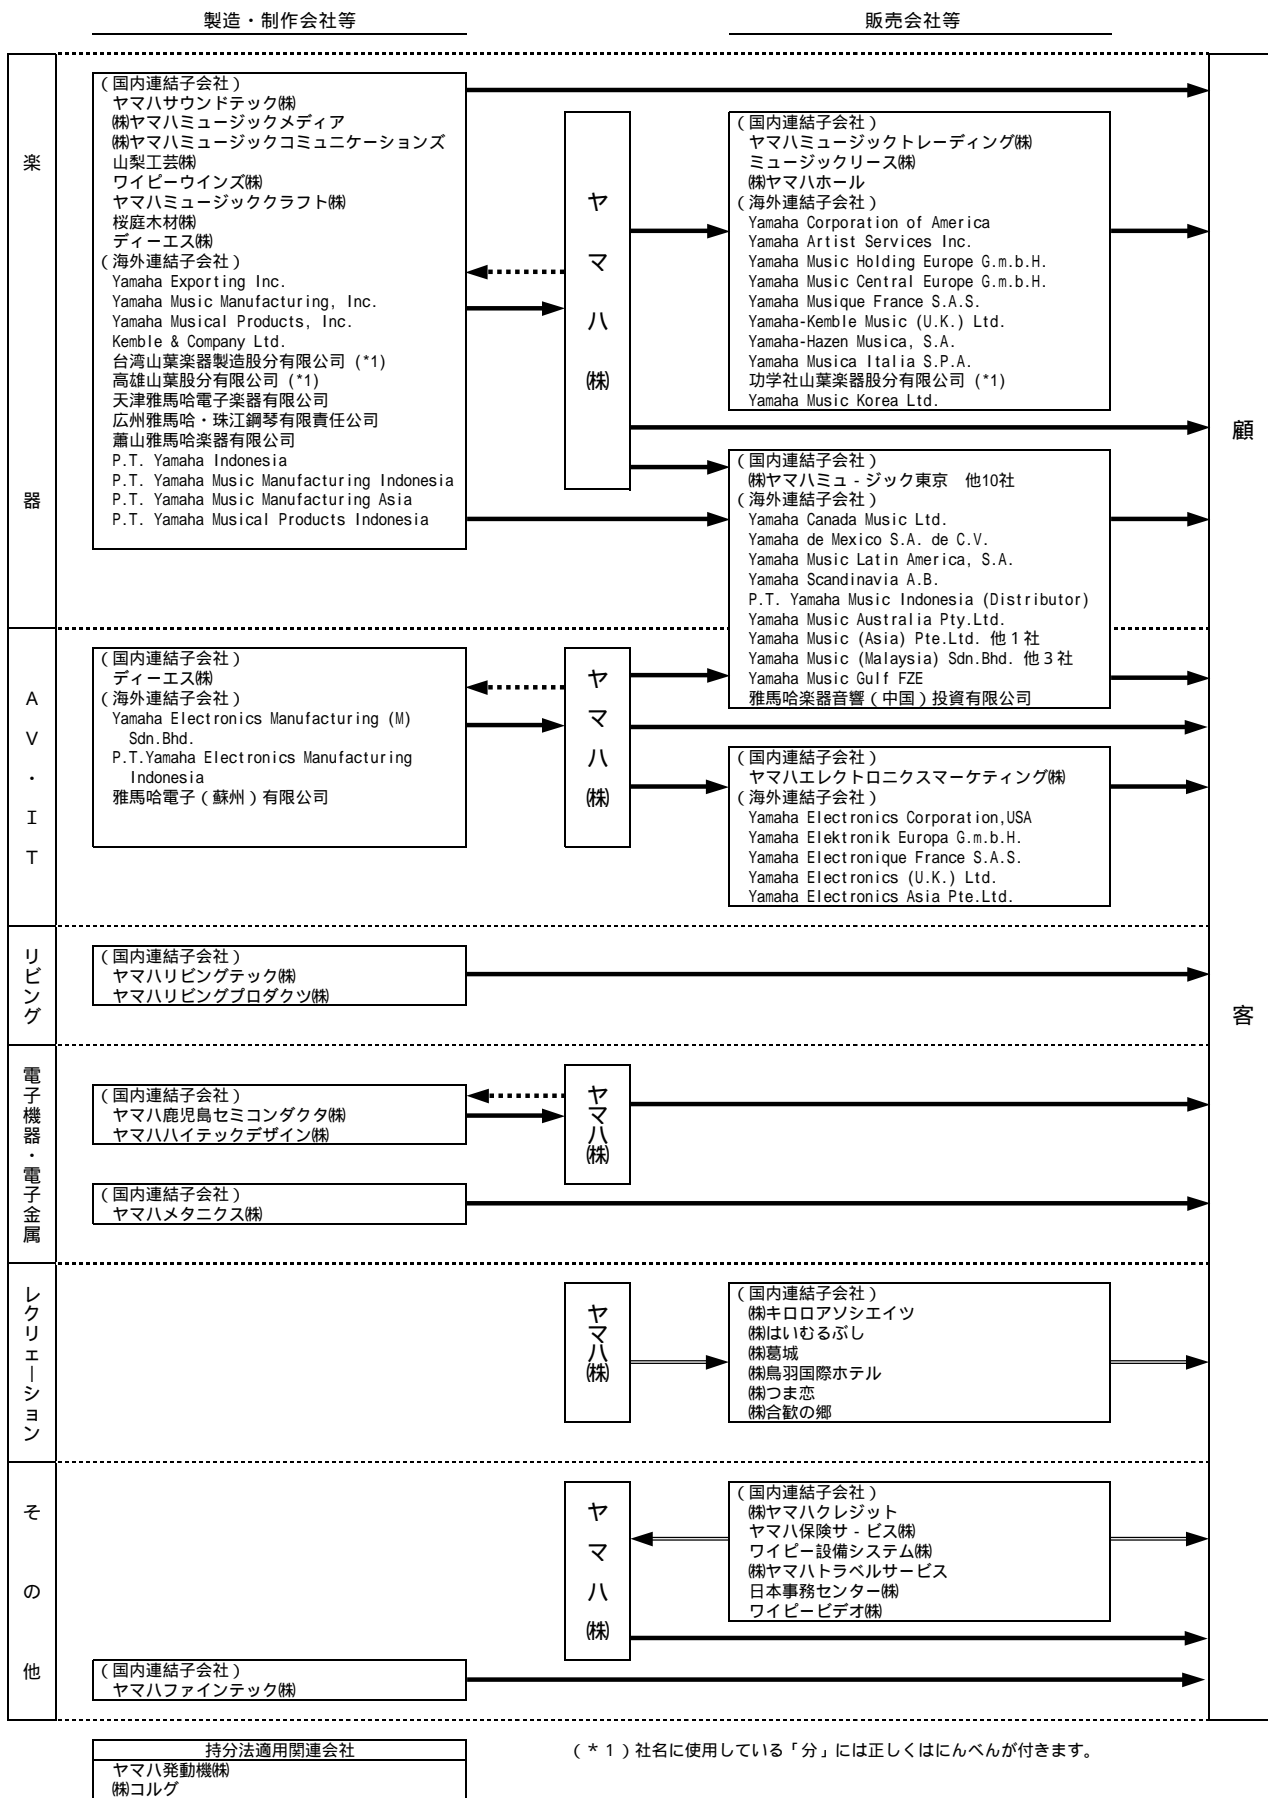 製造・制作会社等
販売会社等
楽器
(国内連結子会社)
ヤマハサウンドテック㈱
㈱ヤマハミュージックメディア
㈱ヤマハミュージックコミュニケーションズ
山梨工芸㈱
ワイピーウインズ㈱
ヤマハミュージッククラフト㈱
桜庭木材㈱
ディーエス㈱
(海外連結子会社)
Yamaha Exporting Inc.
Yamaha Music Manufacturing, Inc.
Yamaha Musical Products, Inc.
Kemble & Company Ltd.
台湾山葉楽器製造股分有限公司 (*1)
高雄山葉股分有限公司 (*1)
天津雅馬哈電子楽器有限公司
広州雅馬哈・珠江鋼琴有限責任公司
蕭山雅馬哈楽器有限公司
P.T. Yamaha Indonesia
P.T. Yamaha Music Manufacturing Indonesia
P.T. Yamaha Music Manufacturing Asia
P.T. Yamaha Musical Products Indonesia
ヤマハ㈱
(国内連結子会社)
ヤマハミュージックトレーディング㈱
ミュージックリース㈱
㈱ヤマハホール
(海外連結子会社)
Yamaha Corporation of America
Yamaha Artist Services Inc.
Yamaha Music Holding Europe G.m.b.H.
Yamaha Music Central Europe G.m.b.H.
Yamaha Musique France S.A.S.
Yamaha-Kemble Music (U.K.) Ltd.
Yamaha-Hazen Musica, S.A.
Yamaha Musica Italia S.P.A.
功学社山葉楽器股分有限公司 (*1)
Yamaha Music Korea Ltd.
(国内連結子会社)
㈱ヤマハミュ‐ジック東京 他10社
(海外連結子会社)
Yamaha Canada Music Ltd.
Yamaha de Mexico S.A. de C.V.
Yamaha Music Latin America, S.A.
Yamaha Scandinavia A.B.
P.T. Yamaha Music Indonesia (Distributor)
Yamaha Music Australia Pty.Ltd.
Yamaha Music (Asia) Pte.Ltd. 他1社
Yamaha Music (Malaysia) Sdn.Bhd. 他3社
Yamaha Music Gulf FZE
雅馬哈楽器音響(中国)投資有限公司
顧客
AV・IT
(国内連結子会社)
ディーエス㈱
(海外連結子会社)
Yamaha Electronics Manufacturing (M)
Sdn.Bhd.
P.T.Yamaha Electronics Manufacturing
Indonesia
雅馬哈電子(蘇州)有限公司
ヤマハ㈱
(国内連結子会社)
ヤマハエレクトロニクスマーケティング㈱
(海外連結子会社)
Yamaha Electronics Corporation,USA
Yamaha Elektronik Europa G.m.b.H.
Yamaha Electronique France S.A.S.
Yamaha Electronics (U.K.) Ltd.
Yamaha Electronics Asia Pte.Ltd.
リビング
(国内連結子会社)
ヤマハリビングテック㈱
ヤマハリビングプロダクツ㈱
電子機器・電子金属
(国内連結子会社)
ヤマハ鹿児島セミコンダクタ㈱
ヤマハハイテックデザイン㈱
ヤマハ㈱
(国内連結子会社)
ヤマハメタニクス㈱
レクリェーション
ヤマハ㈱
(国内連結子会社)
㈱キロロアソシエイツ
㈱はいむるぶし
㈱葛城
㈱鳥羽国際ホテル
㈱つま恋
㈱合歓の郷
その他
ヤマハ㈱
(国内連結子会社)
㈱ヤマハクレジット
ヤマハ保険サ‐ビス㈱
ワイピー設備システム㈱
㈱ヤマハトラベルサービス
日本事務センター㈱
ワイピービデオ㈱
(国内連結子会社)
ヤマハファインテック㈱
持分法適用関連会社
ヤマハ発動機㈱
㈱コルグ
(*1)社名に使用している「分」には正しくはにんべんが付きます。